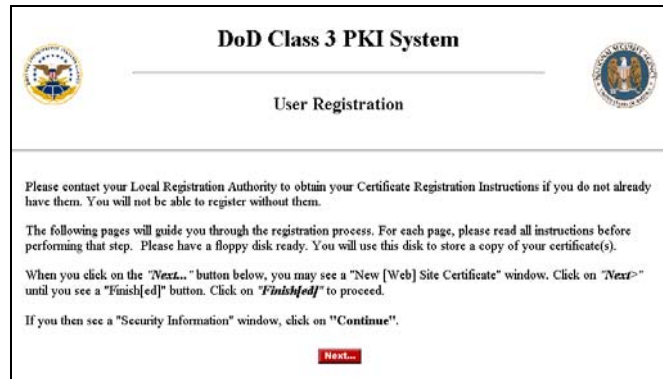 DoD Class 3 PKI System
User Registration
Please contact your Local Registration Authority to obtain your Certificate Registration Instructions if you do not already
have them. You will not be able to register without them.
The following pages will guide you through the registration process. For each page, please read all instructions before
performing that step. Please have a floppy disk ready. You will use this disk to store a copy of your certificate(s).
When you click on the "Next..." button below, you may see a "New [Web] Site Certificate" window. Click on "Next>"
until you see a "Finish[ed]" button. Click on "Finish[ed]" to proceed.
If you then see a "Security Information" window, click on "Continue".
Next...